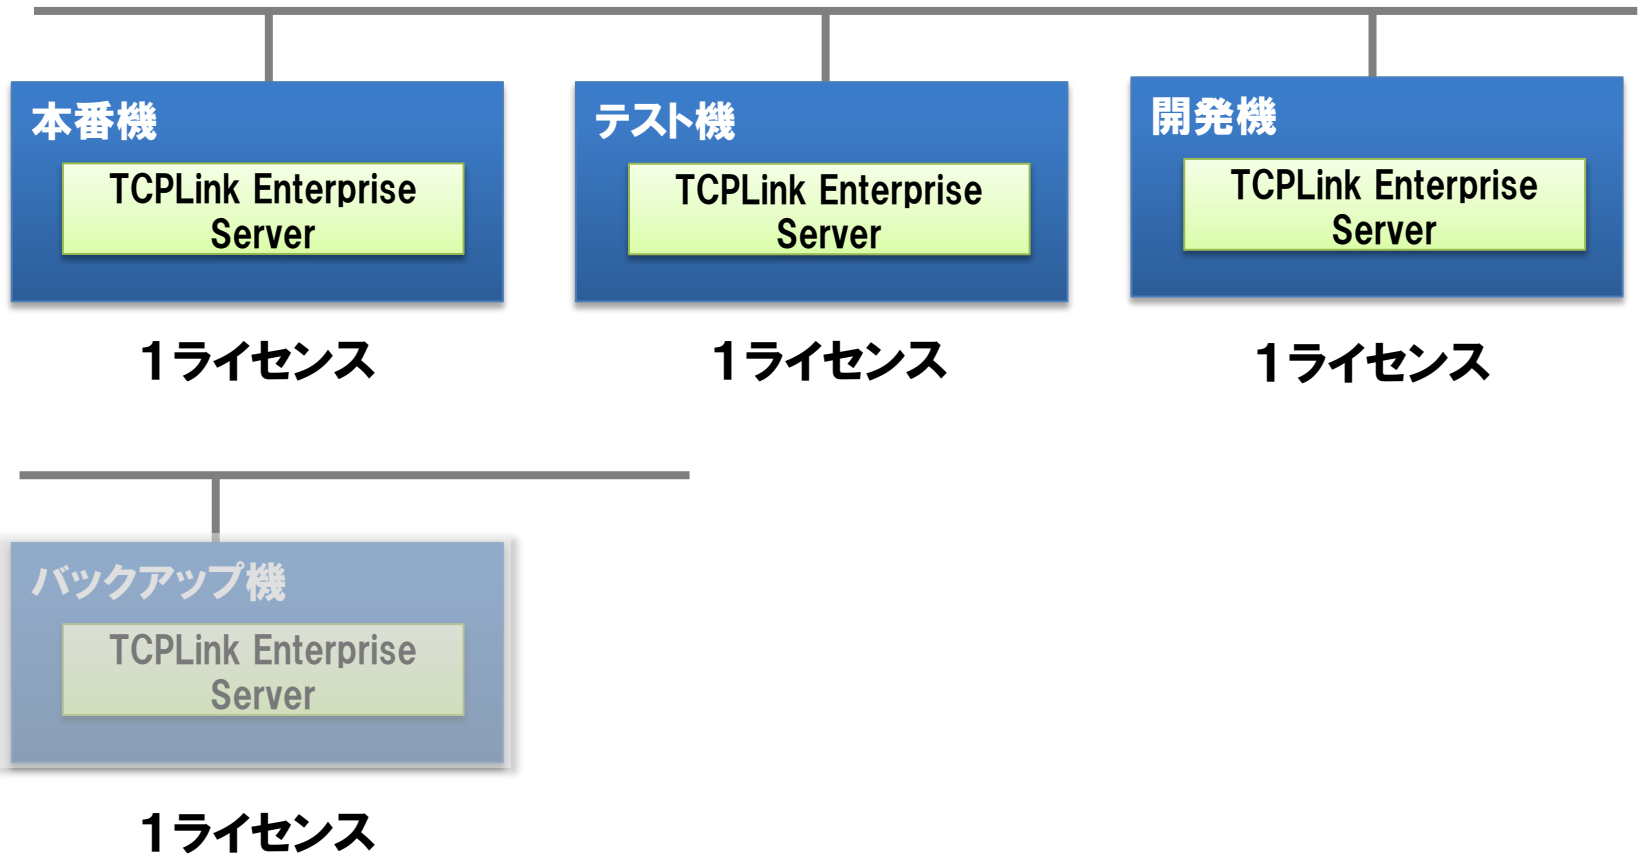 本番機
TCPLink Enterprise
Server
1ライセンス
テスト機
TCPLink Enterprise
Server
1ライセンス
開発機
TCPLink Enterprise
Server
1ライセンス
バックアップ機
TCPLink Enterprise
Server
1ライセンス